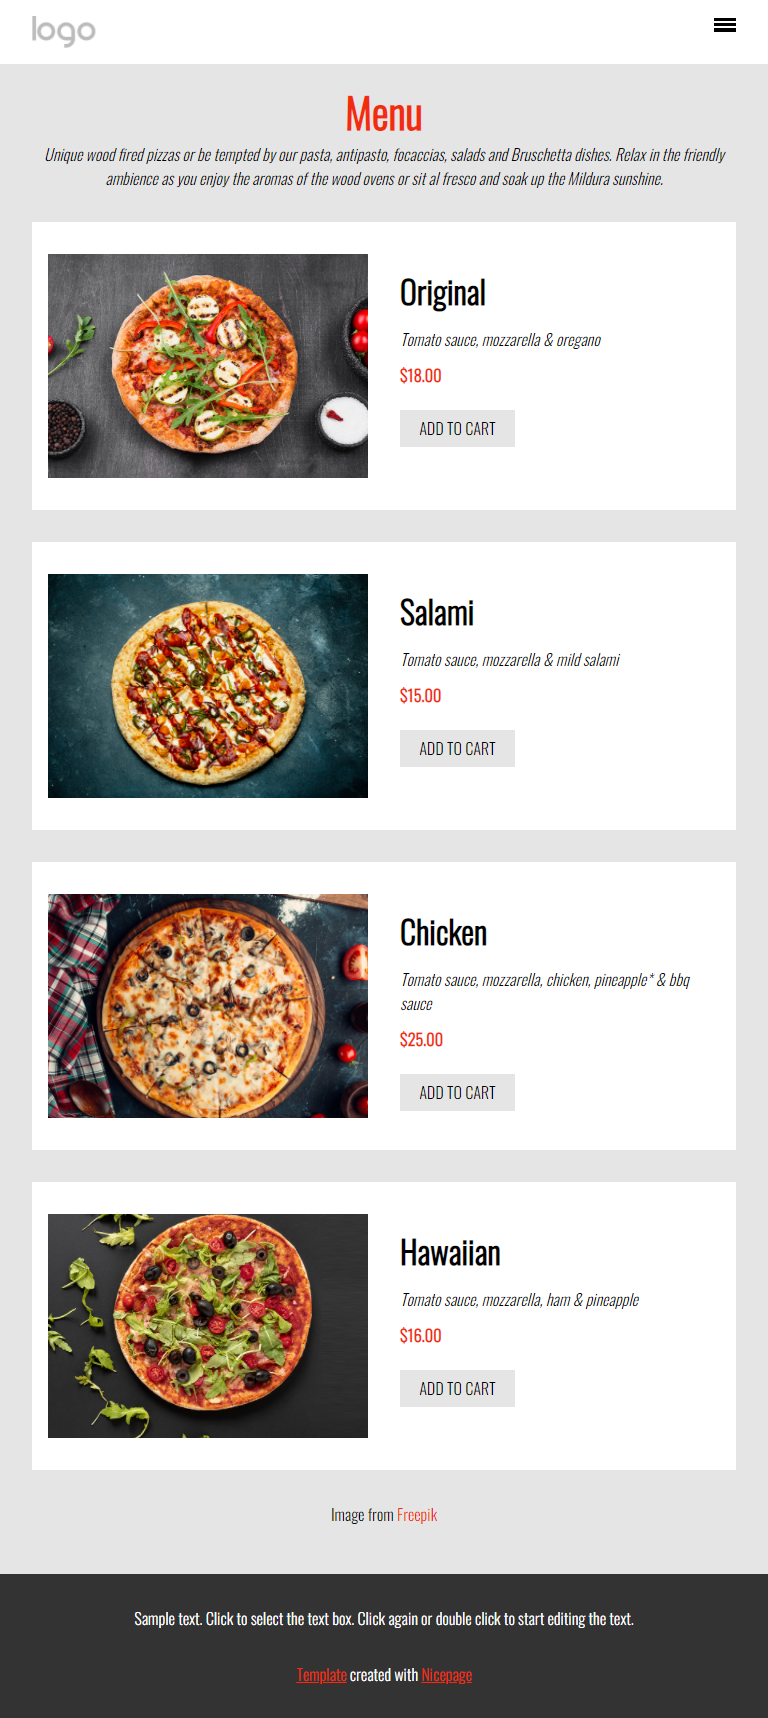 logo
Menu
Unique wood fired pizzas or be tempted by our pasta, antipasto, focaccias, salads and Bruschetta dishes. Relax in the friendly
ambience as you enjoy the aromas of the wood ovens or sit al fresco and soak up the Mildura sunshine.
Original
Tomato sauce, mozzarella & oregano
$18.00
ADD TO CART
Salami
Tomato sauce, mozzarella & mild salami
$15.00
ADD TO CART
Chicken
Tomato sauce, mozzarella, chicken, pineapple* & bbq
sauce
$25.00
ADD TO CART
Hawaiian
Tomato sauce, mozzarella, ham & pineapple
$16.00
ADD TO CART
Image from Freepik
Sample text. Click to select the text box. Click again or double click to start editing the text.
Template created with Nicepage